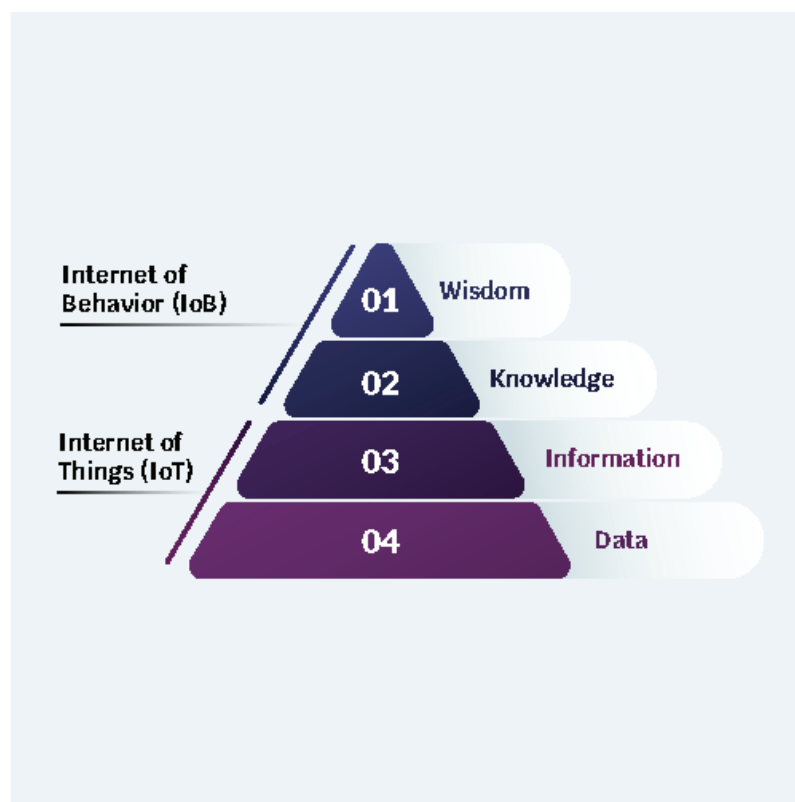 Internet of
Behavior (IoB)
01
Wisdom
02
Knowledge
Internet of
Things (IoT)
03
Information
04
Data